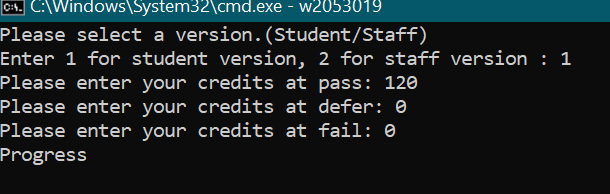 C:\Windows\System32\cmd.exe - w2053019
Please select a version.(Student/Staff)
Enter 1 for student version, 2 for staff version : 1
Please enter your credits at pass: 120
Please enter your credits at defer: 0
Please enter your credits at fail: 0
Progress